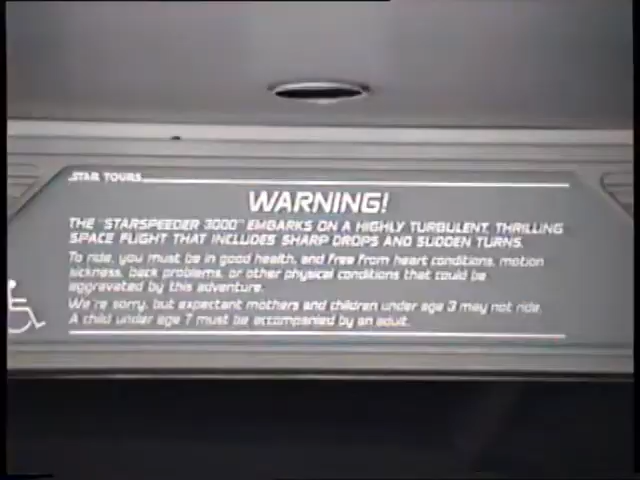 STAR TOURS
WARNING!
THE "STARSPEEDER 3000" EMBARKS ON A HIGHLY TURBULENT, THRILLING
SPACE FLIGHT THAT INCLUDES SHARP DROPS AND SUDDEN TURNS.
To ride, you must be in good health, and free from heart conditions, motion
sickness, back problems, or other physical conditions that could be
aggravated by this adventure.
We're sorry, but expectant mothers and children under age 3 may not ride.
A child under age 7 must be accompanied by an adult.